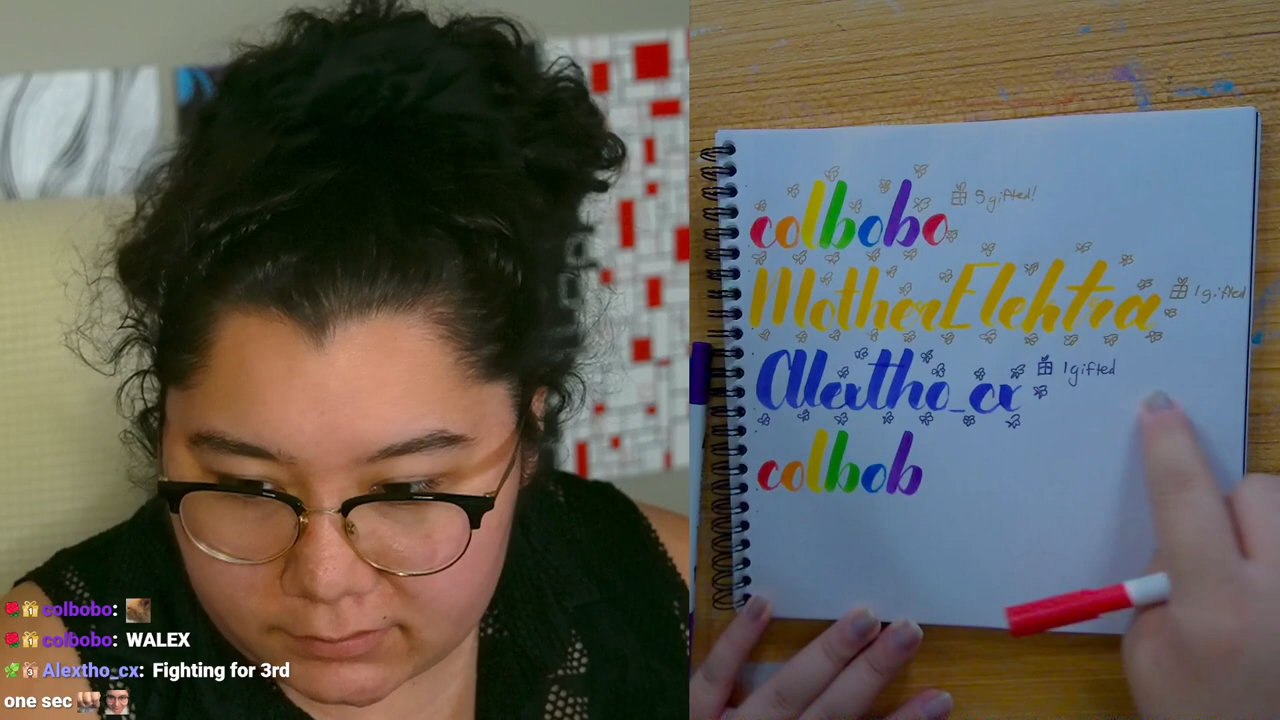 colbobo 5 gifted!
MotherElektra 1 gifted
Alextho_cx 1 gifted
colbob
colbobo:
colbobo: WALEX
Alextho_cx: Fighting for 3rd
one sec